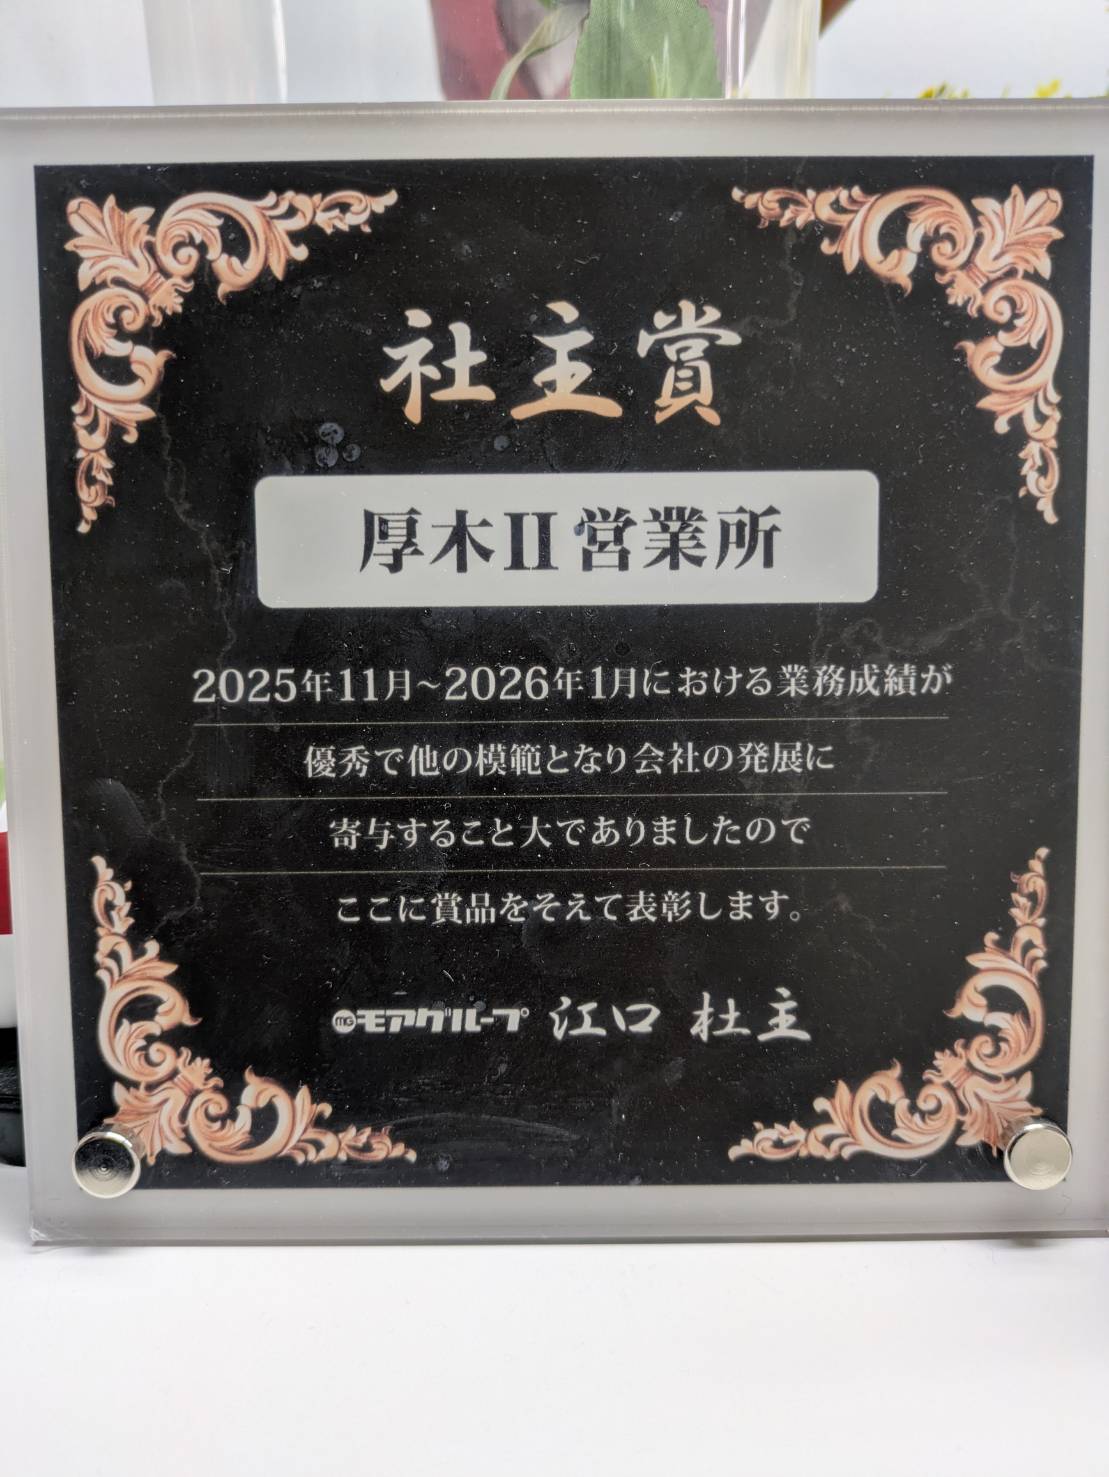 社主賞
厚木II営業所
2025年11月~2026年1月における業務成績が
優秀で他の模範となり会社の発展に
寄与すること大でありましたので
ここに賞品をそえて表彰します。
MG モアグループ 江口 社主